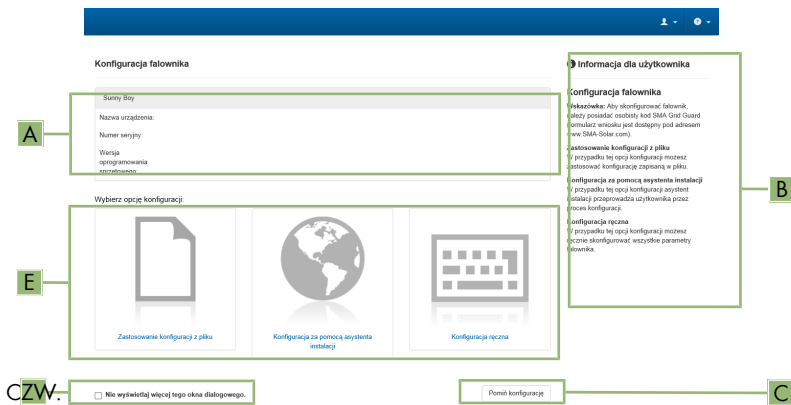 Konfiguracja falownika
Sunny Boy
Nazwa urządzenia:
Numer seryjny:
Wersja
oprogramowania
sprzętowego:
A
Informacja dla użytkownika
Konfiguracja falownika
Wskazówka: Aby skonfigurować falownik,
należy posiadać osobisty kod SMA Grid Guard
(formularz wniosku jest dostępny pod adresem
www.SMA-Solar.com).
Zastosowanie konfiguracji z pliku
W przypadku tej opcji konfiguracji możesz
zastosować konfigurację zapisaną w pliku.
Konfiguracja za pomocą asystenta instalacji
W przypadku tej opcji konfiguracji asystent
instalacji przeprowadza użytkownika przez
proces konfiguracji.
Konfiguracja ręczna
W przypadku tej opcji konfiguracji możesz
ręcznie skonfigurować wszystkie parametry
falownika.
B
Wybierz opcję konfiguracji:
E
Zastosowanie konfiguracji z pliku
Konfiguracja za pomocą asystenta
instalacji
Konfiguracja ręczna
CZW.
Nie wyświetlaj więcej tego okna dialogowego.
Pomiń konfigurację
C